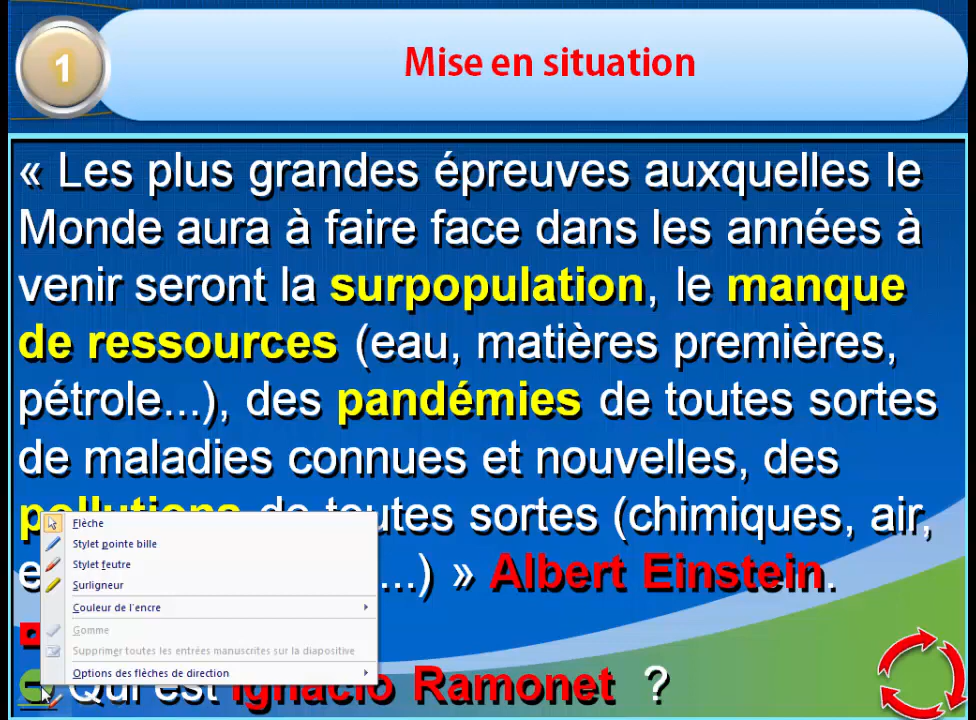 1
Mise en situation
« Les plus grandes épreuves auxquelles le
Monde aura à faire face dans les années à
venir seront la surpopulation, le manque
de ressources (eau, matières premières,
pétrole...), des pandémies de toutes sortes
de maladies connues et nouvelles, des
pollutions de toutes sortes (chimiques, air,
...) » Albert Einstein.
Flèche
Stylet pointe bille
Stylet feutre
Surligneur
Couleur de l'encre
Gomme
Supprimer toutes les entrées manuscrites sur la diapositive
Options des flèches de direction
Qui est Ignacio Ramonet ?